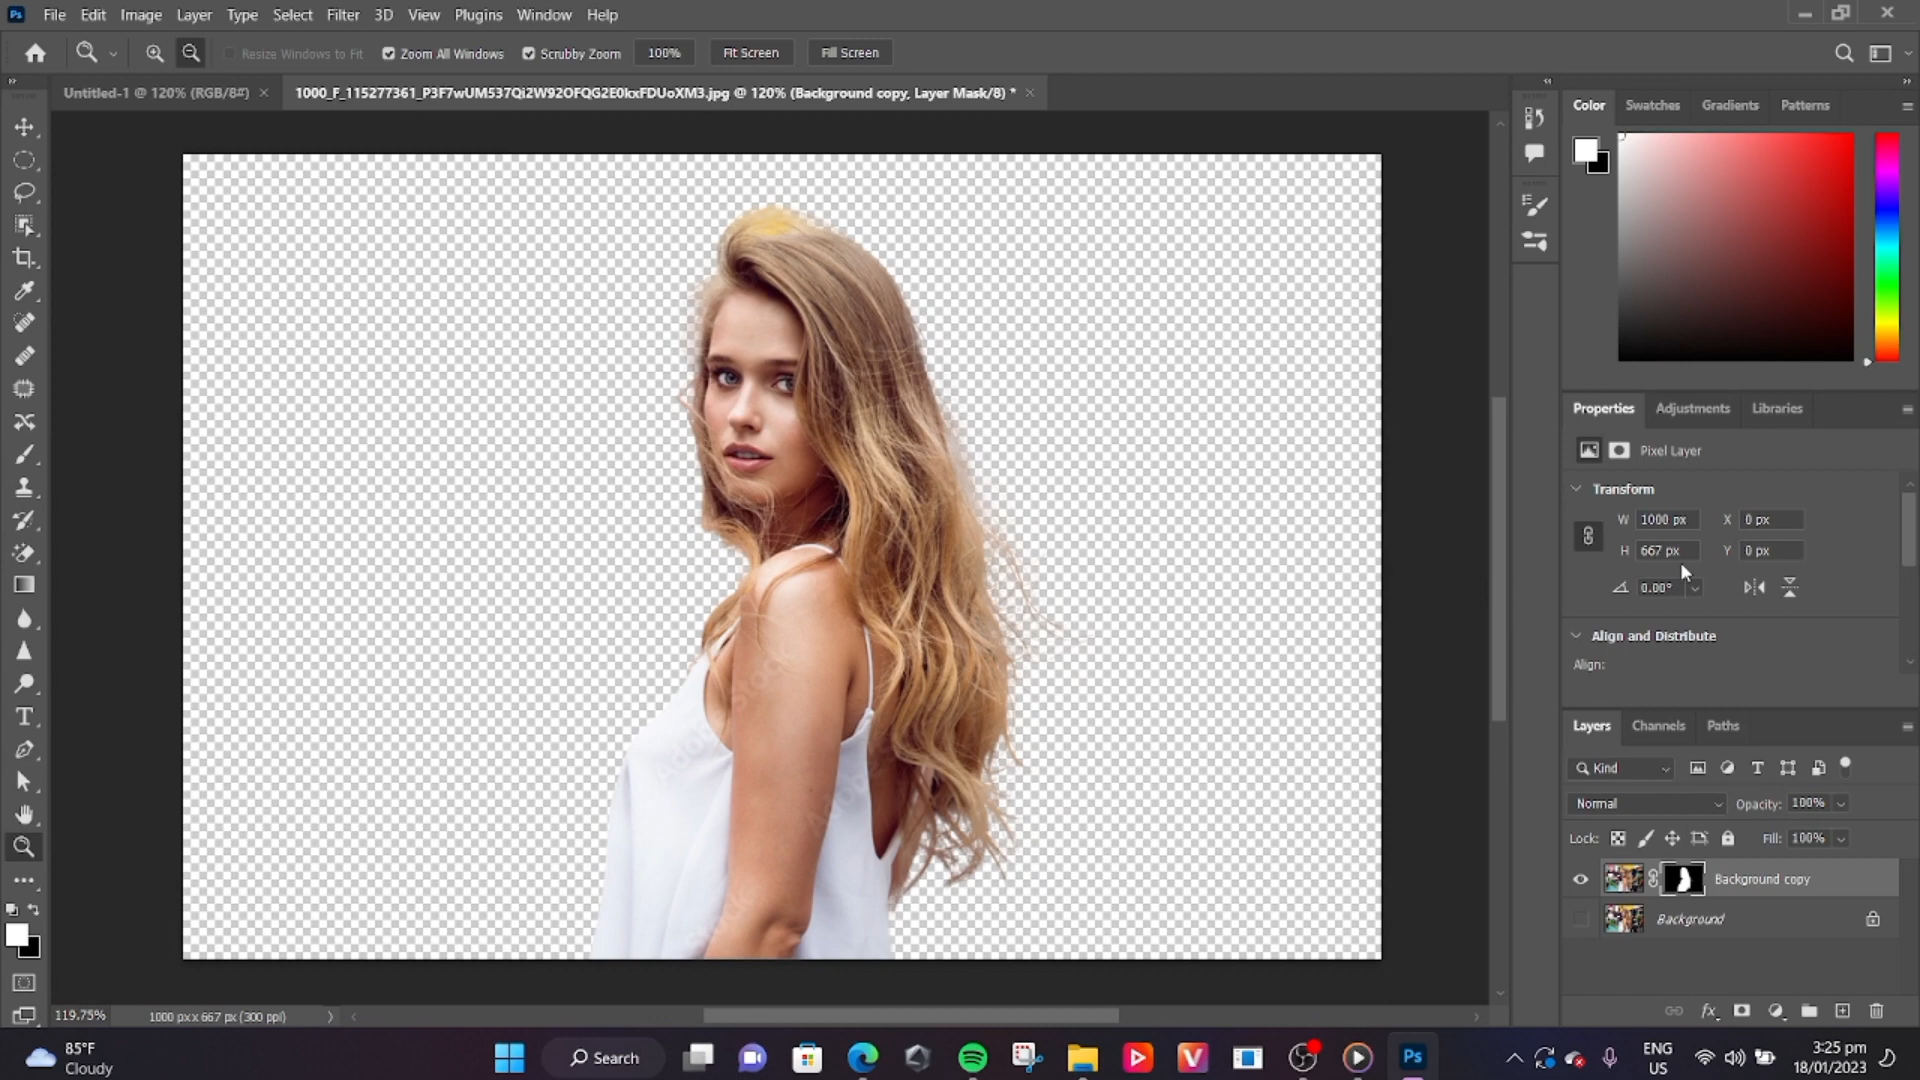 Ps File Edit Image Layer Type Select Filter 3D View Plugins Window Help
Resize Windows to Fit Zoom All Windows Scrubby Zoom 100% Fit Screen Fill Screen
Untitled-1 @ 120% (RGB/8#) × 1000_F_115277361_P3F7wUM537Qi2W92OFQG2E0kxFDUoXM3.jpg @ 120% (Background copy, Layer Mask/8) * ×
Color Swatches Gradients Patterns
Properties Adjustments Libraries
Pixel Layer
Transform
W 1000 px X 0 px
H 667 px Y 0 px
0.00°
Align and Distribute
Align:
Layers Channels Paths
Kind
Normal Opacity: 100%
Lock: Fill: 100%
Background copy
Background
119.75% 1000 px x 667 px (300 ppi)
85°F
Cloudy
Search
Ps
ENG
US
3:25 pm
18/01/2023